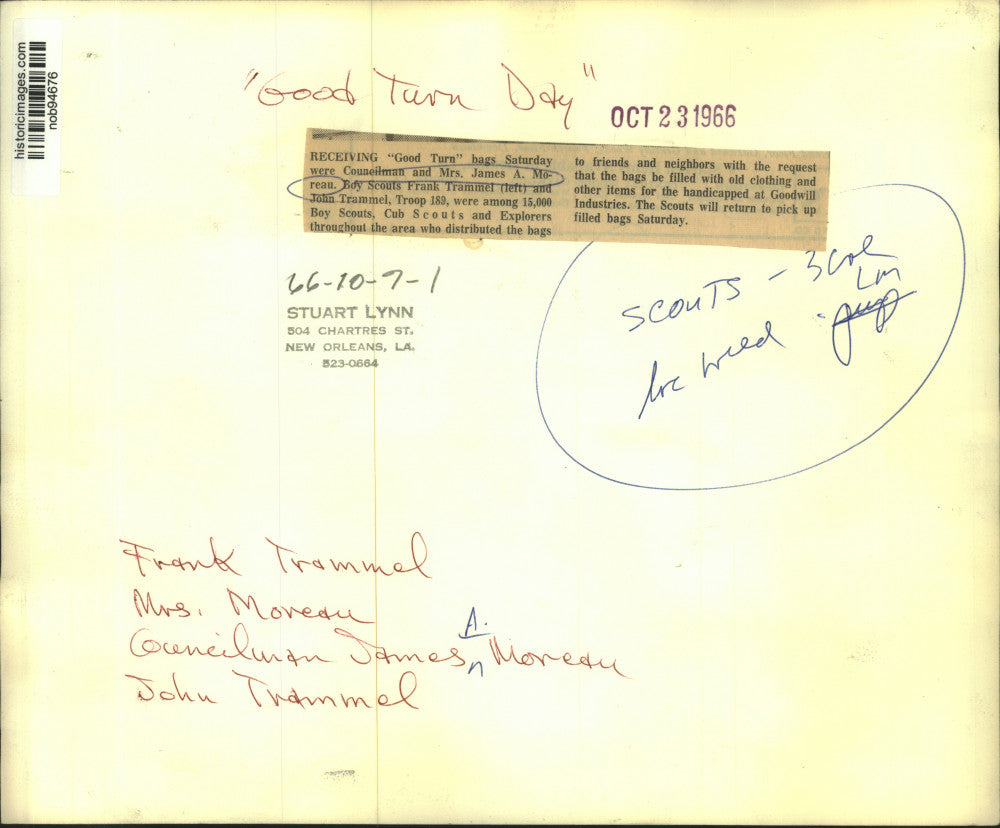 historicimages.com
nob94676
"Good Turn Day"
OCT 23 1966
RECEIVING "Good Turn" bags Saturday
were Councilman and Mrs. James A. Mo-
reau. Boy Scouts Frank Trammel (left) and
John Trammel, Troop 189, were among 15,000
Boy Scouts, Cub Scouts and Explorers
throughout the area who distributed the bags
to friends and neighbors with the request
that the bags be filled with old clothing and
other items for the handicapped at Goodwill
Industries. The Scouts will return to pick up
filled bags Saturday.
66-10-7-1
STUART LYNN
504 CHARTRES ST.
NEW ORLEANS, LA.
523-0664
SCOUTS - 3 Col
Lm
Frank Trammel
Mrs. Moreau
Councilman James A. Moreau
John Trammel